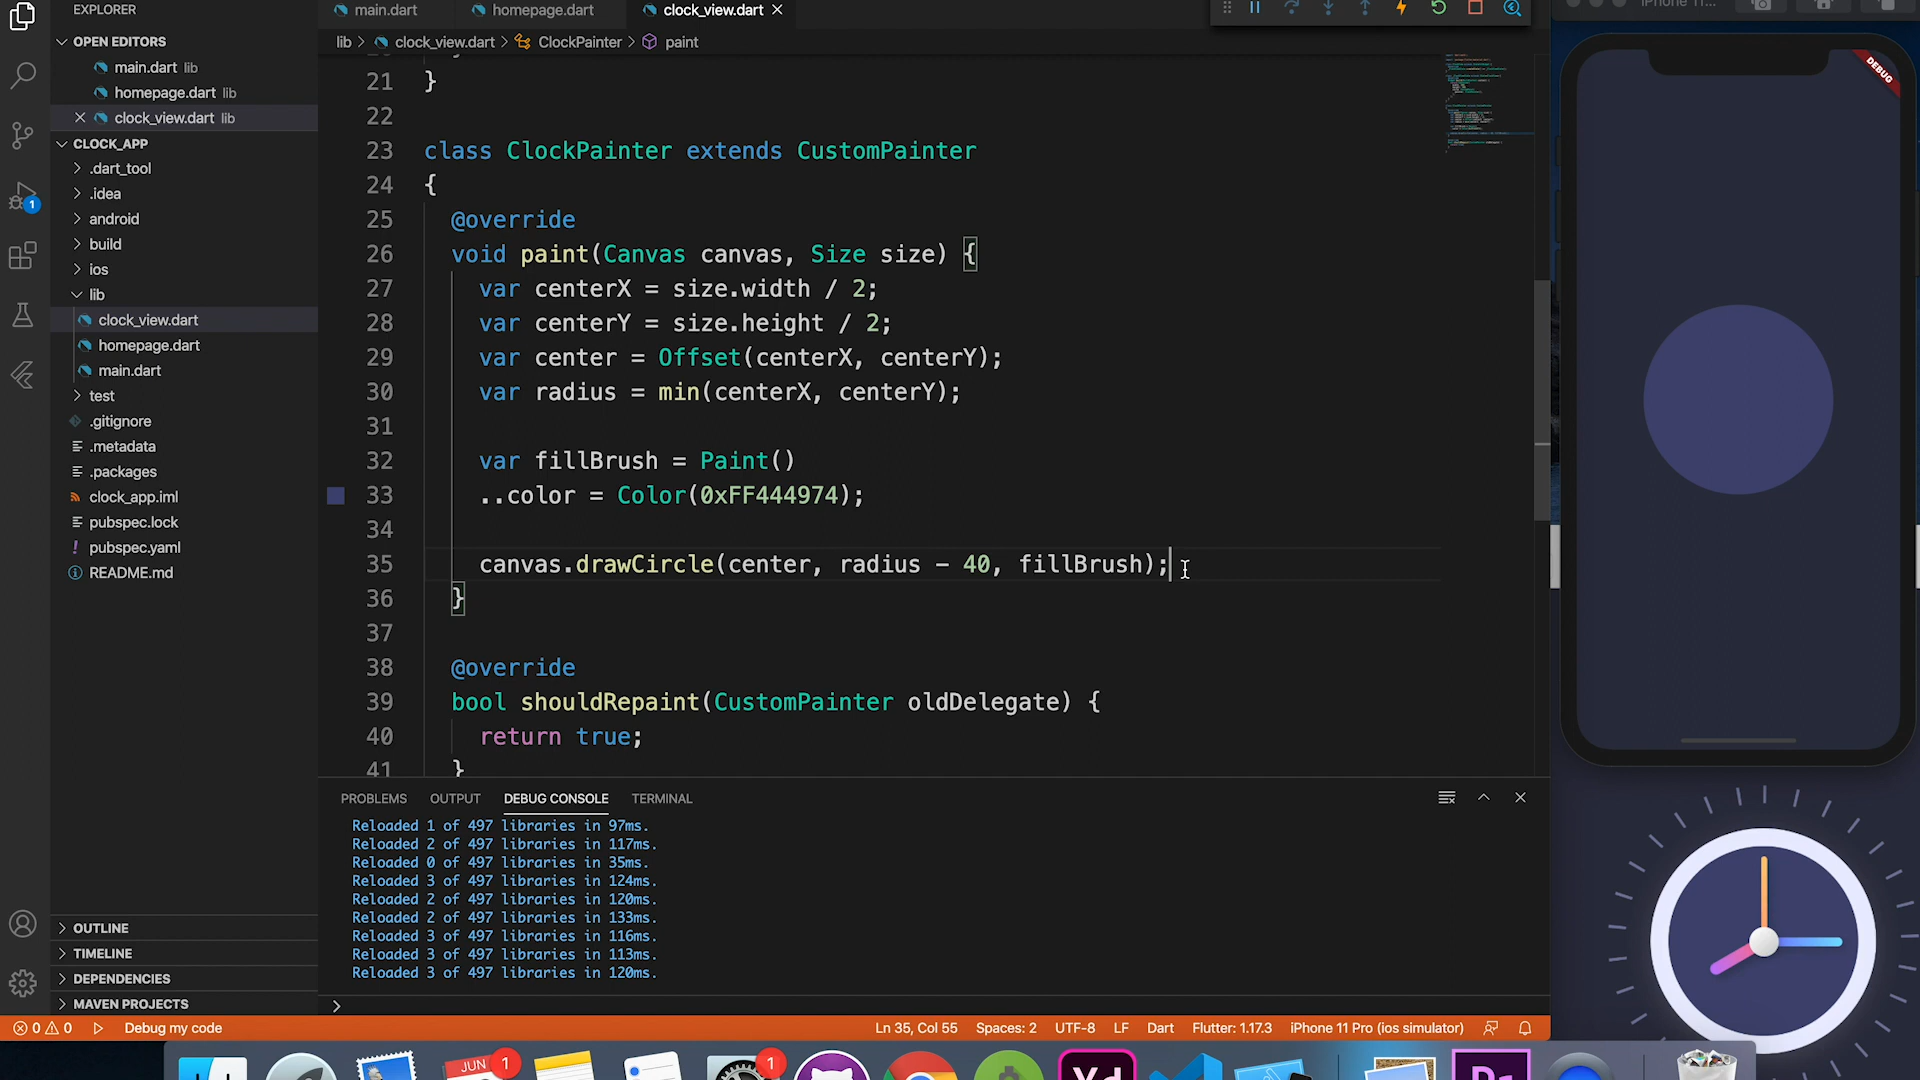 EXPLORER
main.dart
homepage.dart
clock_view.dart
iPhone 11...
OPEN EDITORS
main.dart lib
homepage.dart lib
clock_view.dart lib
lib > clock_view.dart > ClockPainter > paint
CLOCK_APP
.dart_tool
.idea
android
build
ios
lib
clock_view.dart
homepage.dart
main.dart
test
.gitignore
.metadata
.packages
clock_app.iml
pubspec.lock
pubspec.yaml
README.md
OUTLINE
TIMELINE
DEPENDENCIES
MAVEN PROJECTS
1
21 }
22
23 class ClockPainter extends CustomPainter
24 {
25 @override
26 void paint(Canvas canvas, Size size) {
27 var centerX = size.width / 2;
28 var centerY = size.height / 2;
29 var center = Offset(centerX, centerY);
30 var radius = min(centerX, centerY);
31
32 var fillBrush = Paint()
33 ..color = Color(0xFF444974);
34
35 canvas.drawCircle(center, radius - 40, fillBrush);
36 }
37
38 @override
39 bool shouldRepaint(CustomPainter oldDelegate) {
40 return true;
41 }
DEBUG
PROBLEMS OUTPUT DEBUG CONSOLE TERMINAL
Reloaded 1 of 497 libraries in 97ms.
Reloaded 2 of 497 libraries in 117ms.
Reloaded 0 of 497 libraries in 35ms.
Reloaded 3 of 497 libraries in 124ms.
Reloaded 2 of 497 libraries in 120ms.
Reloaded 2 of 497 libraries in 133ms.
Reloaded 3 of 497 libraries in 116ms.
Reloaded 3 of 497 libraries in 113ms.
Reloaded 3 of 497 libraries in 120ms.
>
0 0 Debug my code Ln 35, Col 55 Spaces: 2 UTF-8 LF Dart Flutter: 1.17.3 iPhone 11 Pro (ios simulator)
JUN 1 1 Xd Pr